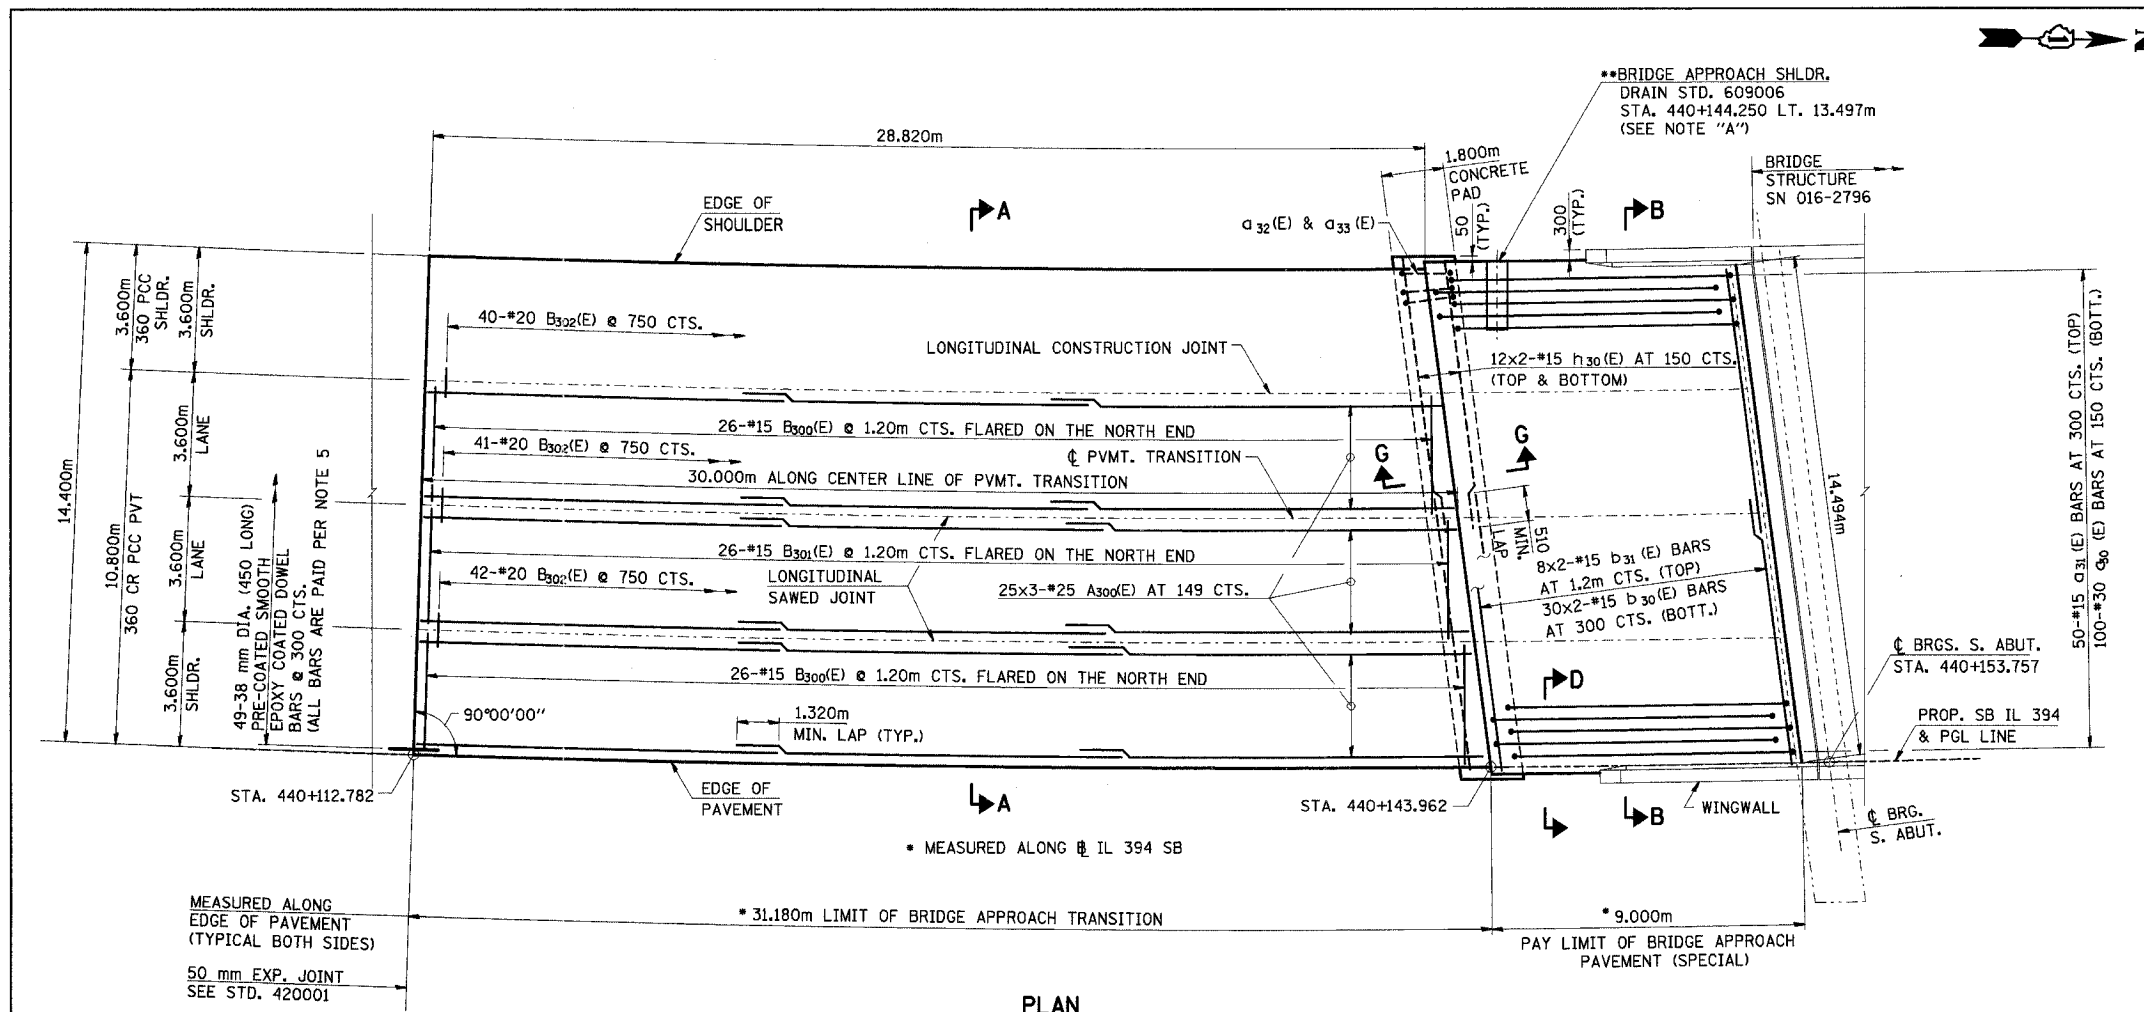 N
**BRIDGE APPROACH SHLDR.
DRAIN STD. 609006
STA. 440+144.250 LT. 13.497m
(SEE NOTE "A")
28.820m
1.800m
CONCRETE
PAD
BRIDGE
STRUCTURE
SN 016-2796
EDGE OF
SHOULDER
A
a32(E) & a33(E)
50
(TYP.)
300
(TYP.)
B
14.400m
3.600m
360 PCC
SHLDR.
3.600m
SHLDR.
40-#20 B302(E) @ 750 CTS.
LONGITUDINAL CONSTRUCTION JOINT
12x2-#15 h30(E) AT 150 CTS.
(TOP & BOTTOM)
10.800m
360 CR PCC PVT
3.600m
LANE
3.600m
LANE
3.600m
SHLDR.
49-38 mm DIA. (450 LONG)
PRE-COATED SMOOTH
EPOXY COATED DOWEL
BARS @ 300 CTS.
(ALL BARS ARE PAID PER NOTE 5
26-#15 B300(E) @ 1.20m CTS. FLARED ON THE NORTH END
41-#20 B302(E) @ 750 CTS.
℄ PVMT. TRANSITION
G
G
30.000m ALONG CENTER LINE OF PVMT. TRANSITION
510
MIN.
LAP
14.494m
50-#15 a31(E) BARS AT 300 CTS. (TOP)
100-#30 a30(E) BARS AT 150 CTS. (BOTT.)
26-#15 B301(E) @ 1.20m CTS. FLARED ON THE NORTH END
42-#20 B302(E) @ 750 CTS.
LONGITUDINAL
SAWED JOINT
25x3-#25 A300(E) AT 149 CTS.
8x2-#15 b31(E) BARS
AT 1.2m CTS. (TOP)
30x2-#15 b30(E) BARS
AT 300 CTS. (BOTT.)
26-#15 B300(E) @ 1.20m CTS. FLARED ON THE NORTH END
D
℄ BRGS. S. ABUT.
STA. 440+153.757
90°00'00"
1.320m
MIN. LAP (TYP.)
PROP. SB IL 394
& PGL LINE
STA. 440+112.782
EDGE OF
PAVEMENT
A
STA. 440+143.962
B
WINGWALL
℄ BRG.
S. ABUT.
* MEASURED ALONG ⅊ IL 394 SB
MEASURED ALONG
EDGE OF PAVEMENT
(TYPICAL BOTH SIDES)
* 31.180m LIMIT OF BRIDGE APPROACH TRANSITION
* 9.000m
PAY LIMIT OF BRIDGE APPROACH
PAVEMENT (SPECIAL)
50 mm EXP. JOINT
SEE STD. 420001
PLAN